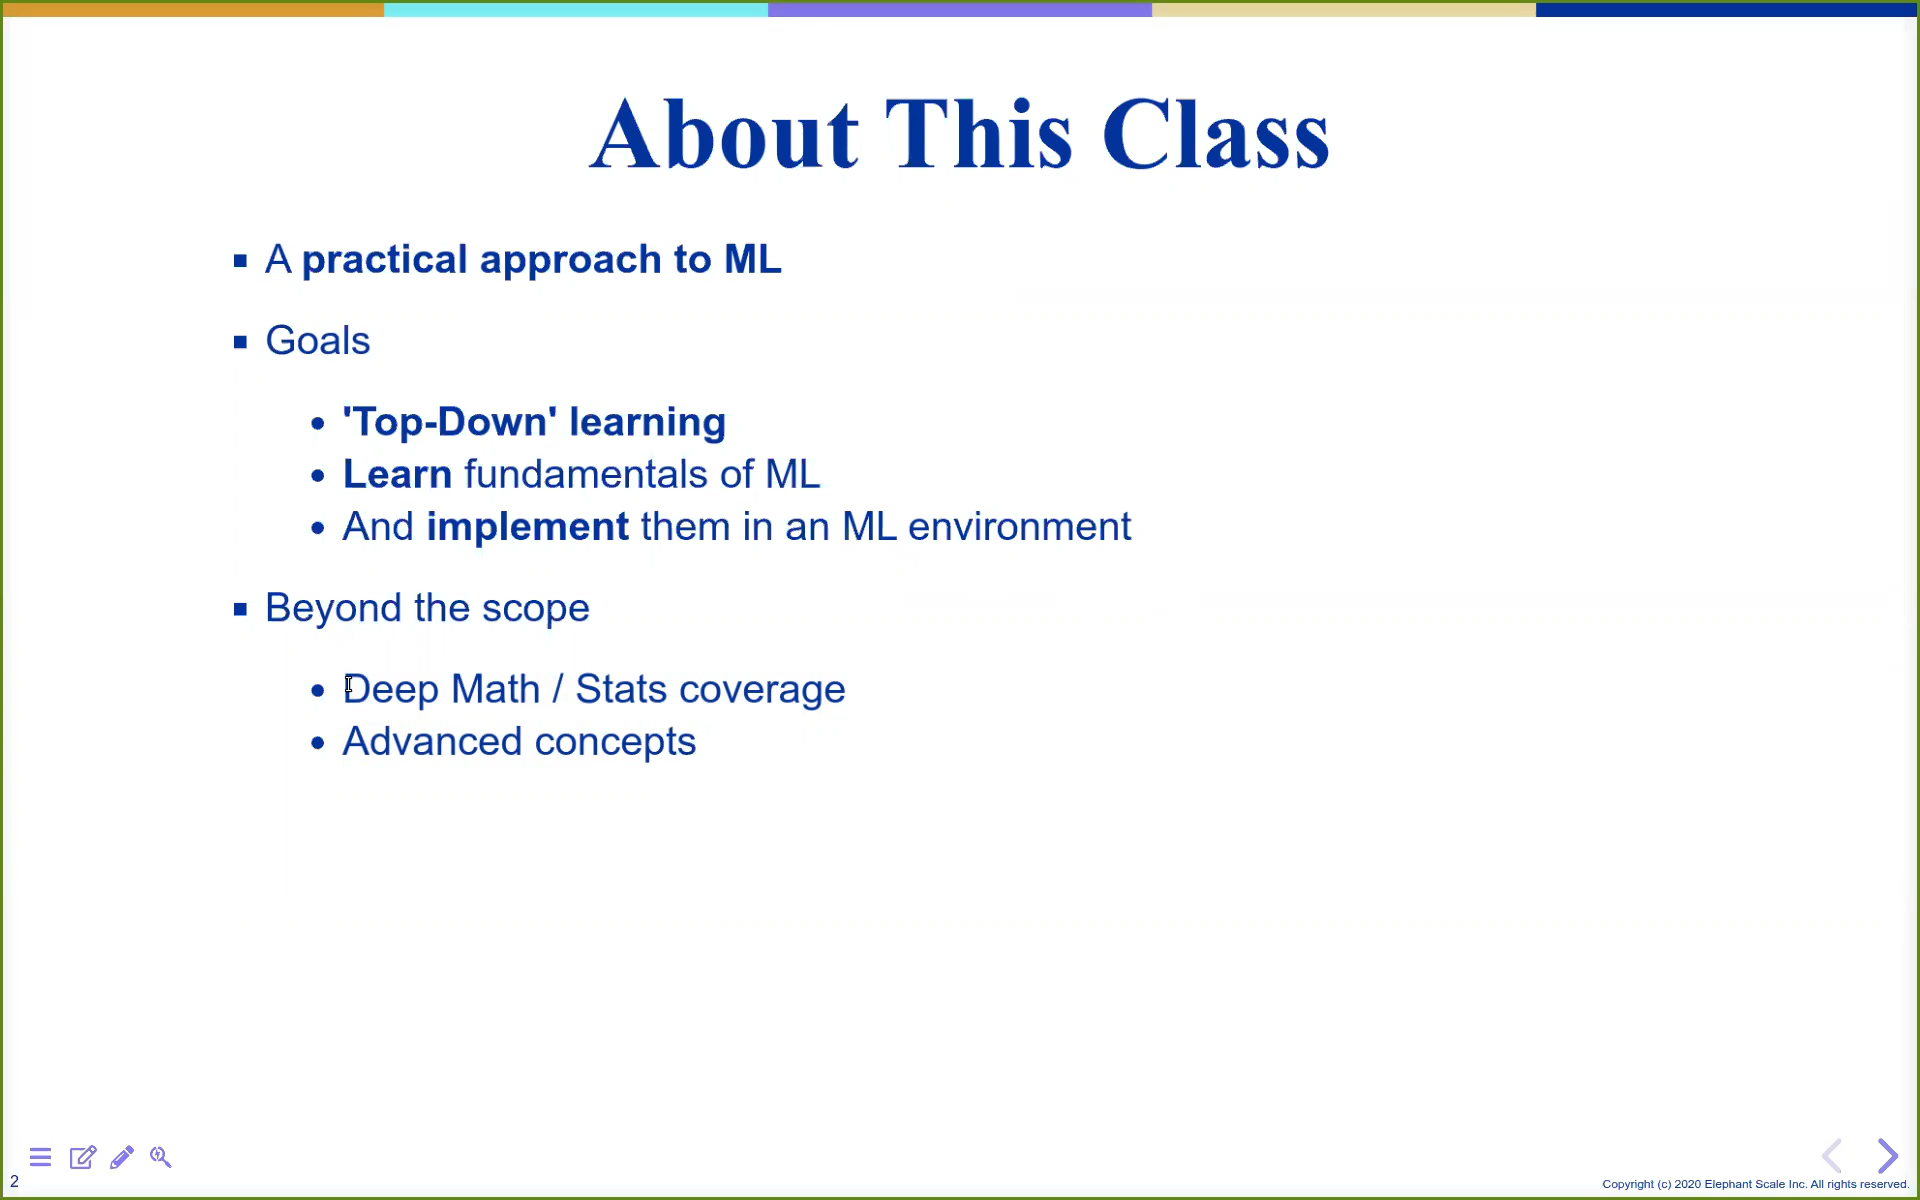 About This Class
A practical approach to ML
Goals
'Top-Down' learning
Learn fundamentals of ML
And implement them in an ML environment
Beyond the scope
Deep Math / Stats coverage
Advanced concepts
2
Copyright (c) 2020 Elephant Scale Inc. All rights reserved.